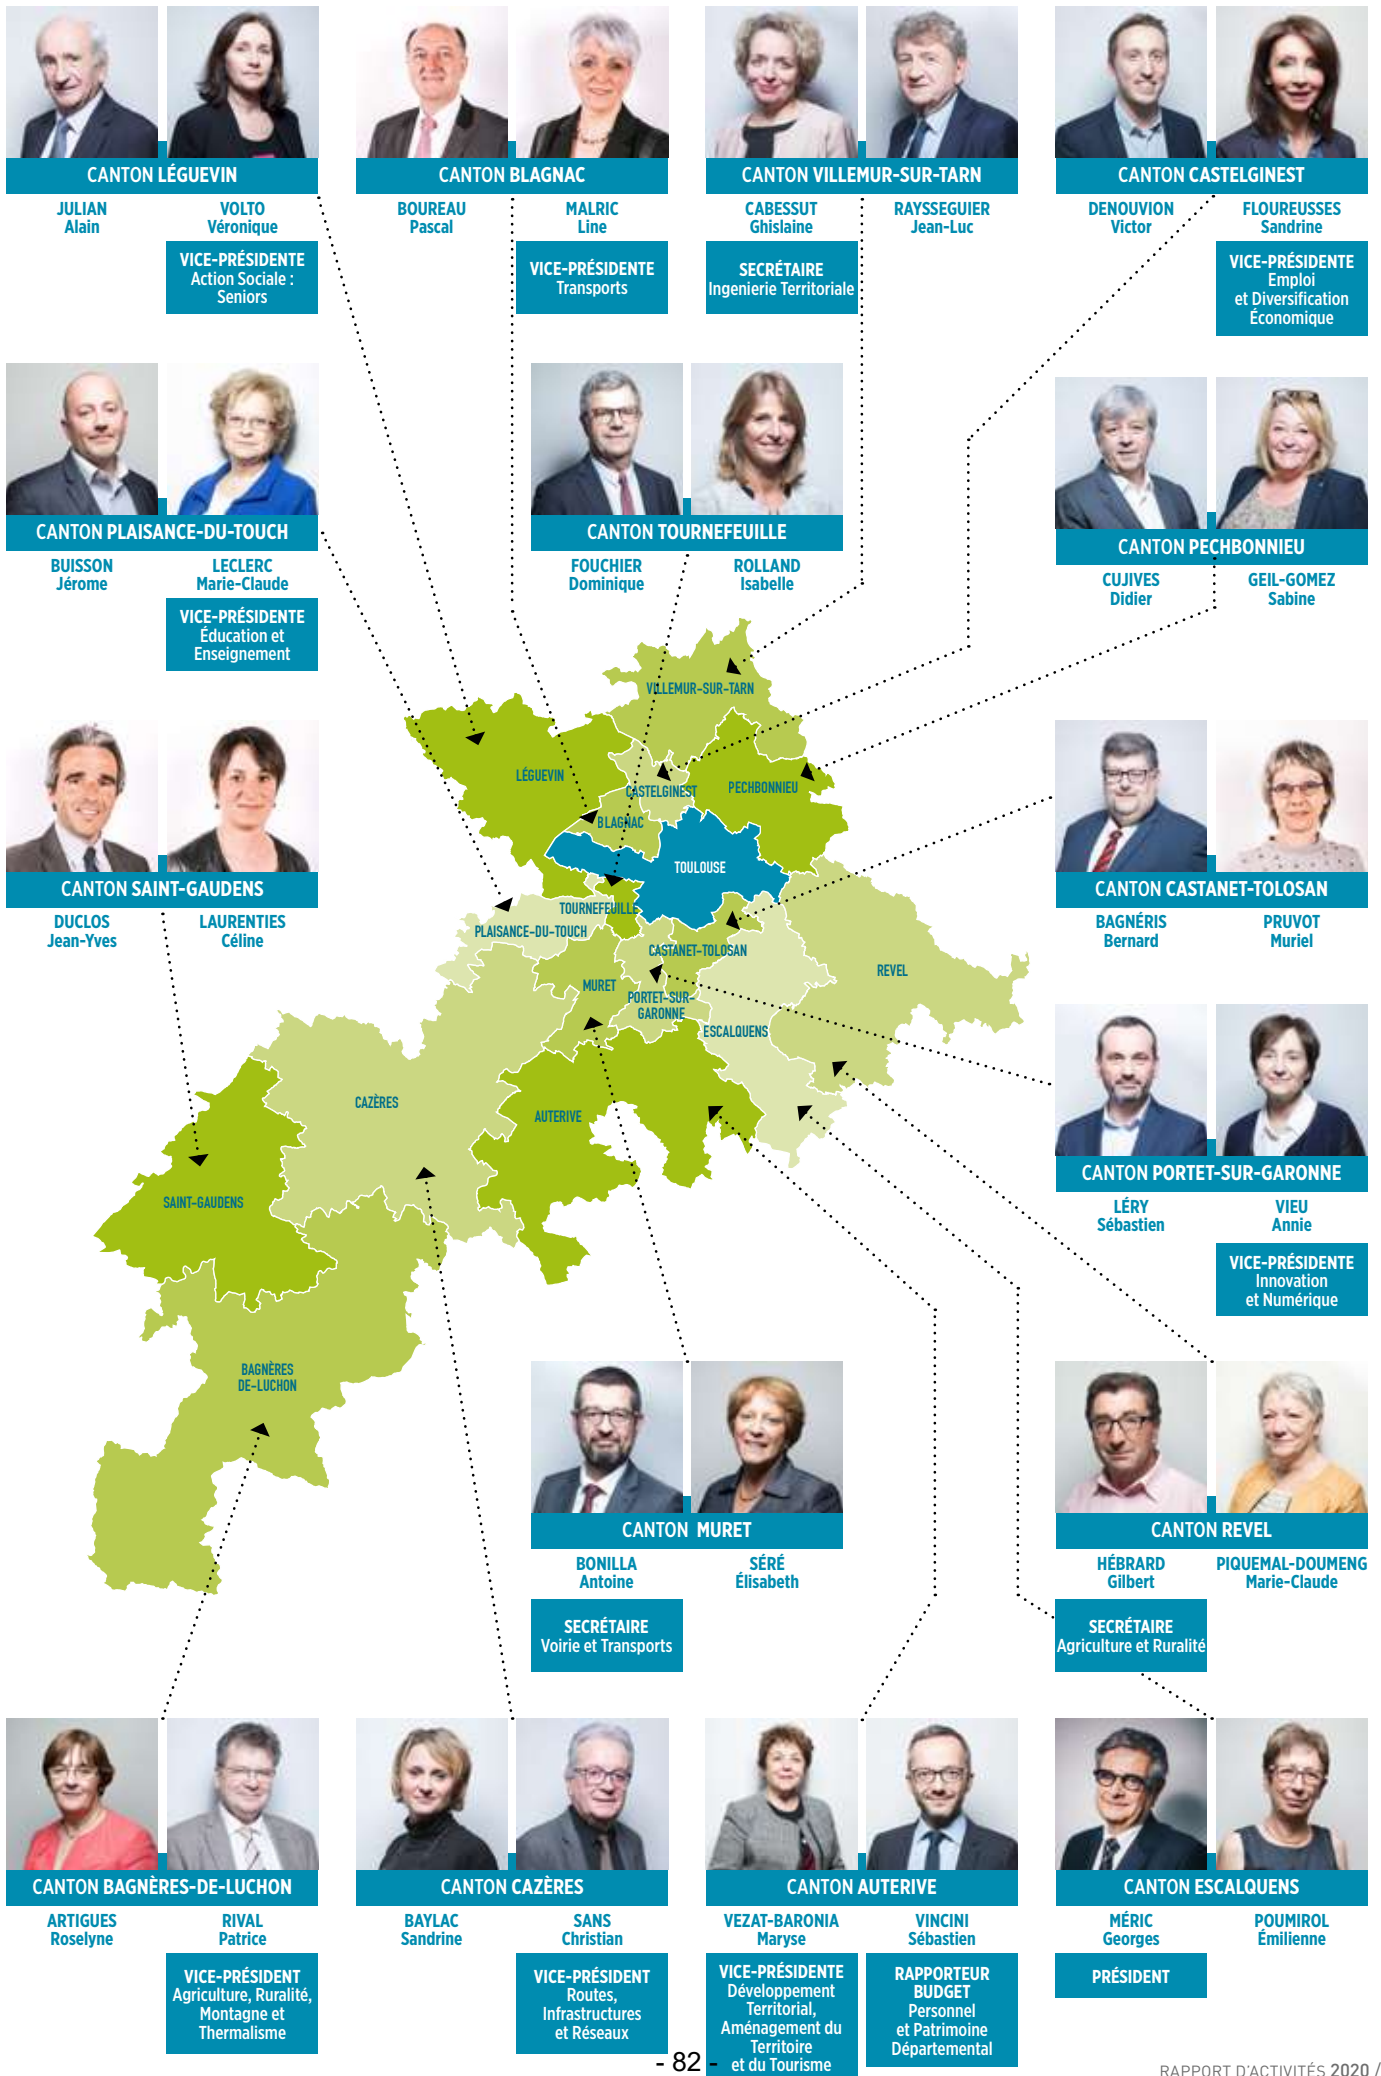 CANTON LÉGUEVIN
JULIAN
Alain
VOLTO
Véronique
VICE-PRÉSIDENTE
Action Sociale :
Seniors
CANTON BLAGNAC
BOUREAU
Pascal
MALRIC
Line
VICE-PRÉSIDENTE
Transports
CANTON VILLEMUR-SUR-TARN
CABESSUT
Ghislaine
SECRÉTAIRE
Ingenierie Territoriale
RAYSSEGUIER
Jean-Luc
CANTON CASTELGINEST
DENOUVION
Victor
FLOUREUSSES
Sandrine
VICE-PRÉSIDENTE
Emploi
et Diversification
Économique
CANTON PLAISANCE-DU-TOUCH
BUISSON
Jérome
LECLERC
Marie-Claude
VICE-PRÉSIDENTE
Éducation et
Enseignement
CANTON TOURNEFEUILLE
FOUCHIER
Dominique
ROLLAND
Isabelle
CANTON PECHBONNIEU
CUJIVES
Didier
GEIL-GOMEZ
Sabine
CANTON SAINT-GAUDENS
DUCLOS
Jean-Yves
LAURENTIES
Céline
VILLEMUR-SUR-TARN
LÉGUEVIN
CASTELGINEST
PECHBONNIEU
BLAGNAC
TOULOUSE
TOURNEFEUILLE
PLAISANCE-DU-TOUCH
CASTANET-TOLOSAN
REVEL
MURET
PORTET-SUR-
GARONNE
ESCALQUENS
CAZÈRES
AUTERIVE
SAINT-GAUDENS
BAGNÈRES
DE-LUCHON
CANTON CASTANET-TOLOSAN
BAGNÉRIS
Bernard
PRUVOT
Muriel
CANTON PORTET-SUR-GARONNE
LÉRY
Sébastien
VIEU
Annie
VICE-PRÉSIDENTE
Innovation
et Numérique
CANTON MURET
BONILLA
Antoine
SECRÉTAIRE
Voirie et Transports
SÉRÉ
Élisabeth
CANTON REVEL
HÉBRARD
Gilbert
SECRÉTAIRE
Agriculture et Ruralité
PIQUEMAL-DOUMENG
Marie-Claude
CANTON BAGNÈRES-DE-LUCHON
ARTIGUES
Roselyne
RIVAL
Patrice
VICE-PRÉSIDENT
Agriculture, Ruralité,
Montagne et
Thermalisme
CANTON CAZÈRES
BAYLAC
Sandrine
SANS
Christian
VICE-PRÉSIDENT
Routes,
Infrastructures
et Réseaux
CANTON AUTERIVE
VEZAT-BARONIA
Maryse
VICE-PRÉSIDENTE
Développement
Territorial,
Aménagement du
Territoire
et du Tourisme
VINCINI
Sébastien
RAPPORTEUR
BUDGET
Personnel
et Patrimoine
Départemental
CANTON ESCALQUENS
MÉRIC
Georges
PRÉSIDENT
POUMIROL
Émilienne
- 82 -
RAPPORT D'ACTIVITÉS 2020 /